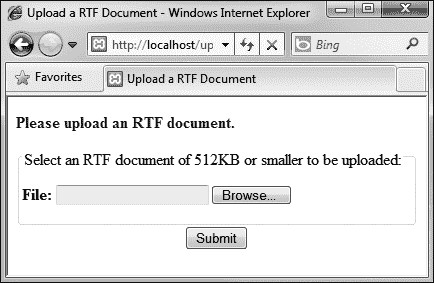 Upload a RTF Document - Windows Internet Explorer
http://localhost/up
Bing
Favorites
Upload a RTF Document
Please upload an RTF document.
Select an RTF document of 512KB or smaller to be uploaded:
File:
Browse...
Submit